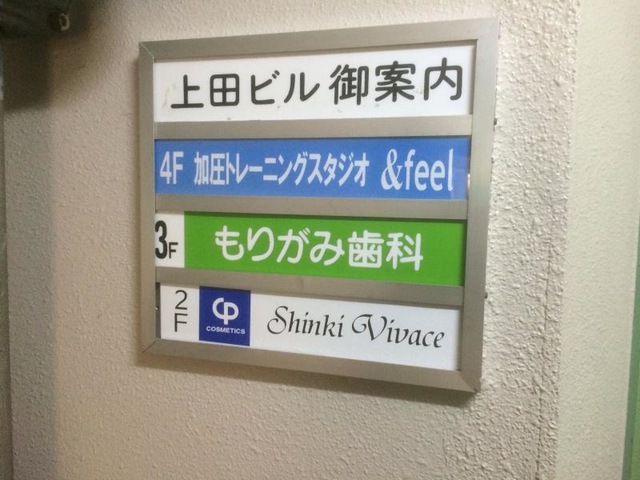 上田ビル 御案内
4F 加圧トレーニングスタジオ &feel
3F もりがみ歯科
2F CP COSMETICS Shinki Vivace